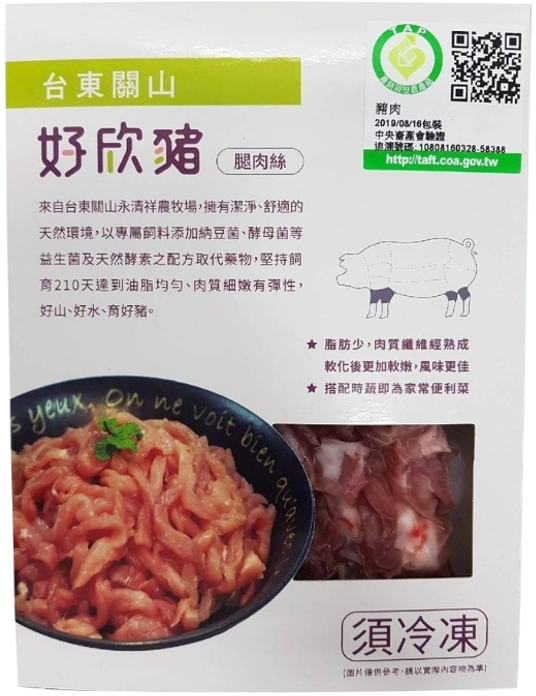 台東關山
TAP
產銷履歷農產品
豬肉
2019/08/16包裝
中央畜產會驗證
追溯號碼: 10808160328-58388
http://taft.coa.gov.tw
好欣豬
腿肉絲
來自台東關山永清祥農牧場,擁有潔淨、舒適的
天然環境,以專屬飼料添加納豆菌、酵母菌等
益生菌及天然酵素之配方取代藥物,堅持飼
育210天達到油脂均勻、肉質細嫩有彈性,
好山、好水、育好豬。
★ 脂肪少,肉質纖維經熟成
軟化後更加軟嫩,風味更佳
★ 搭配時蔬即為家常便利菜
s yeux. On ne voit bien qu'avec
須冷凍
(圖片僅供參考,請以實際內容物為準)